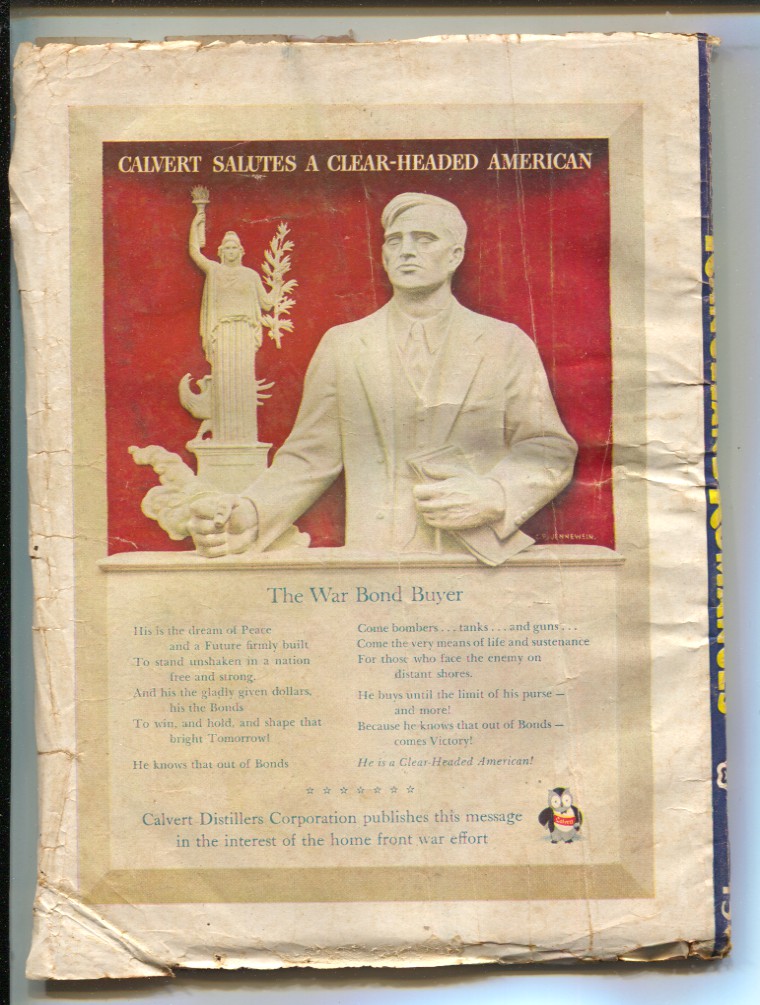 CALVERT SALUTES A CLEAR-HEADED AMERICAN
C. P. JENNEWEIN.
The War Bond Buyer
His is the dream of Peace
and a Future firmly built
To stand unshaken in a nation
free and strong.
And his the gladly given dollars,
his the Bonds
To win, and hold, and shape that
bright Tomorrow!
He knows that out of Bonds
Come bombers . . . tanks . . . and guns . . .
Come the very means of life and sustenance
For those who face the enemy on
distant shores.
He buys until the limit of his purse —
and more!
Because he knows that out of Bonds —
comes Victory!
He is a Clear-Headed American!
☆ ☆ ☆ ☆ ☆ ☆ ☆
Calvert Distillers Corporation publishes this message
in the interest of the home front war effort
Calvert
ROMANCES